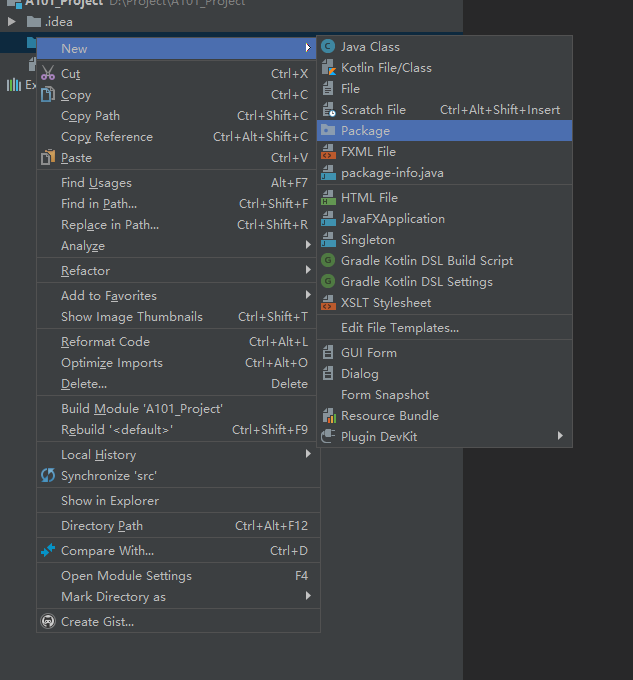 A101_Project D:\Project\A101_Project
.idea
New
Cut Ctrl+X
Copy Ctrl+C
Copy Path Ctrl+Shift+C
Copy Reference Ctrl+Alt+Shift+C
Paste Ctrl+V
Find Usages Alt+F7
Find in Path... Ctrl+Shift+F
Replace in Path... Ctrl+Shift+R
Analyze
Refactor
Add to Favorites
Show Image Thumbnails Ctrl+Shift+T
Reformat Code Ctrl+Alt+L
Optimize Imports Ctrl+Alt+O
Delete... Delete
Build Module 'A101_Project'
Rebuild '<default>' Ctrl+Shift+F9
Local History
Synchronize 'src'
Show in Explorer
Directory Path Ctrl+Alt+F12
Compare With... Ctrl+D
Open Module Settings F4
Mark Directory as
Create Gist...
Java Class
Kotlin File/Class
File
Scratch File Ctrl+Alt+Shift+Insert
Package
FXML File
package-info.java
HTML File
JavaFXApplication
Singleton
Gradle Kotlin DSL Build Script
Gradle Kotlin DSL Settings
XSLT Stylesheet
Edit File Templates...
GUI Form
Dialog
Form Snapshot
Resource Bundle
Plugin DevKit